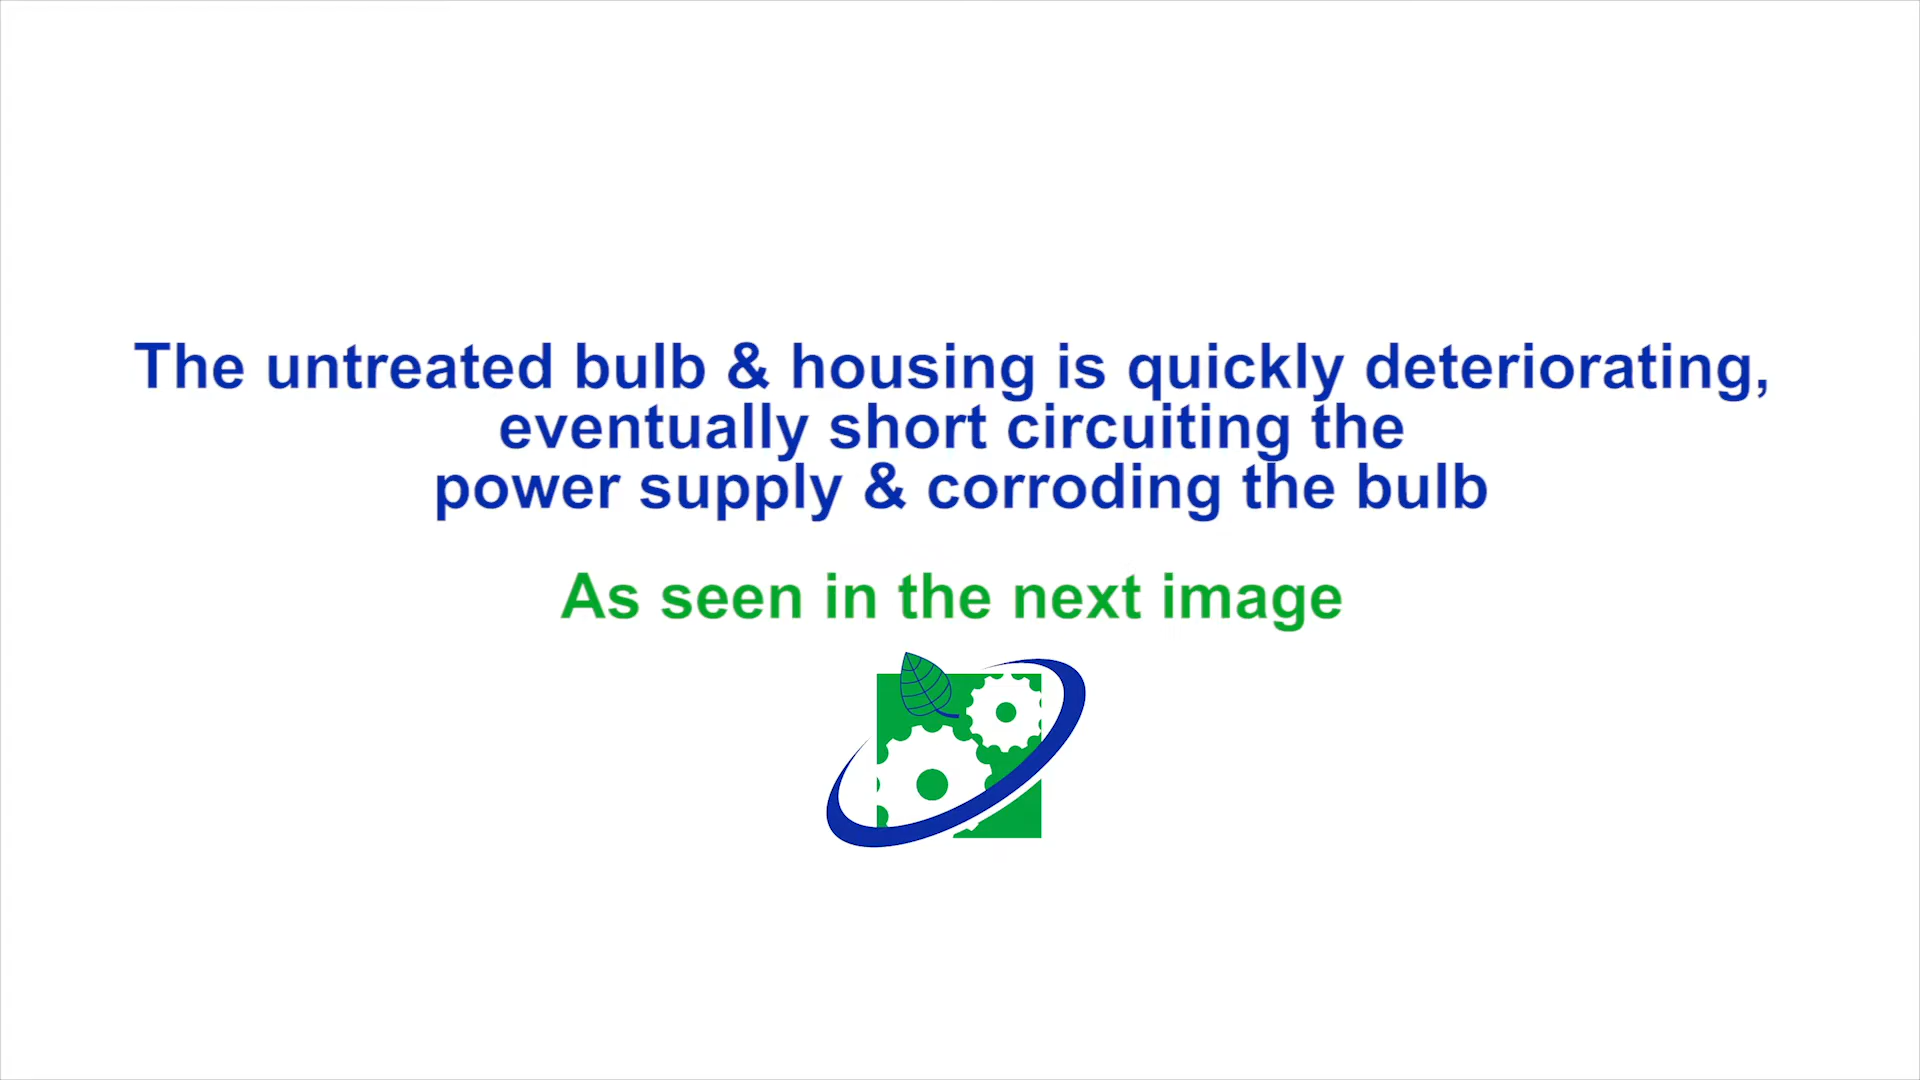 The untreated bulb & housing is quickly deteriorating,
eventually short circuiting the
power supply & corroding the bulb
As seen in the next image